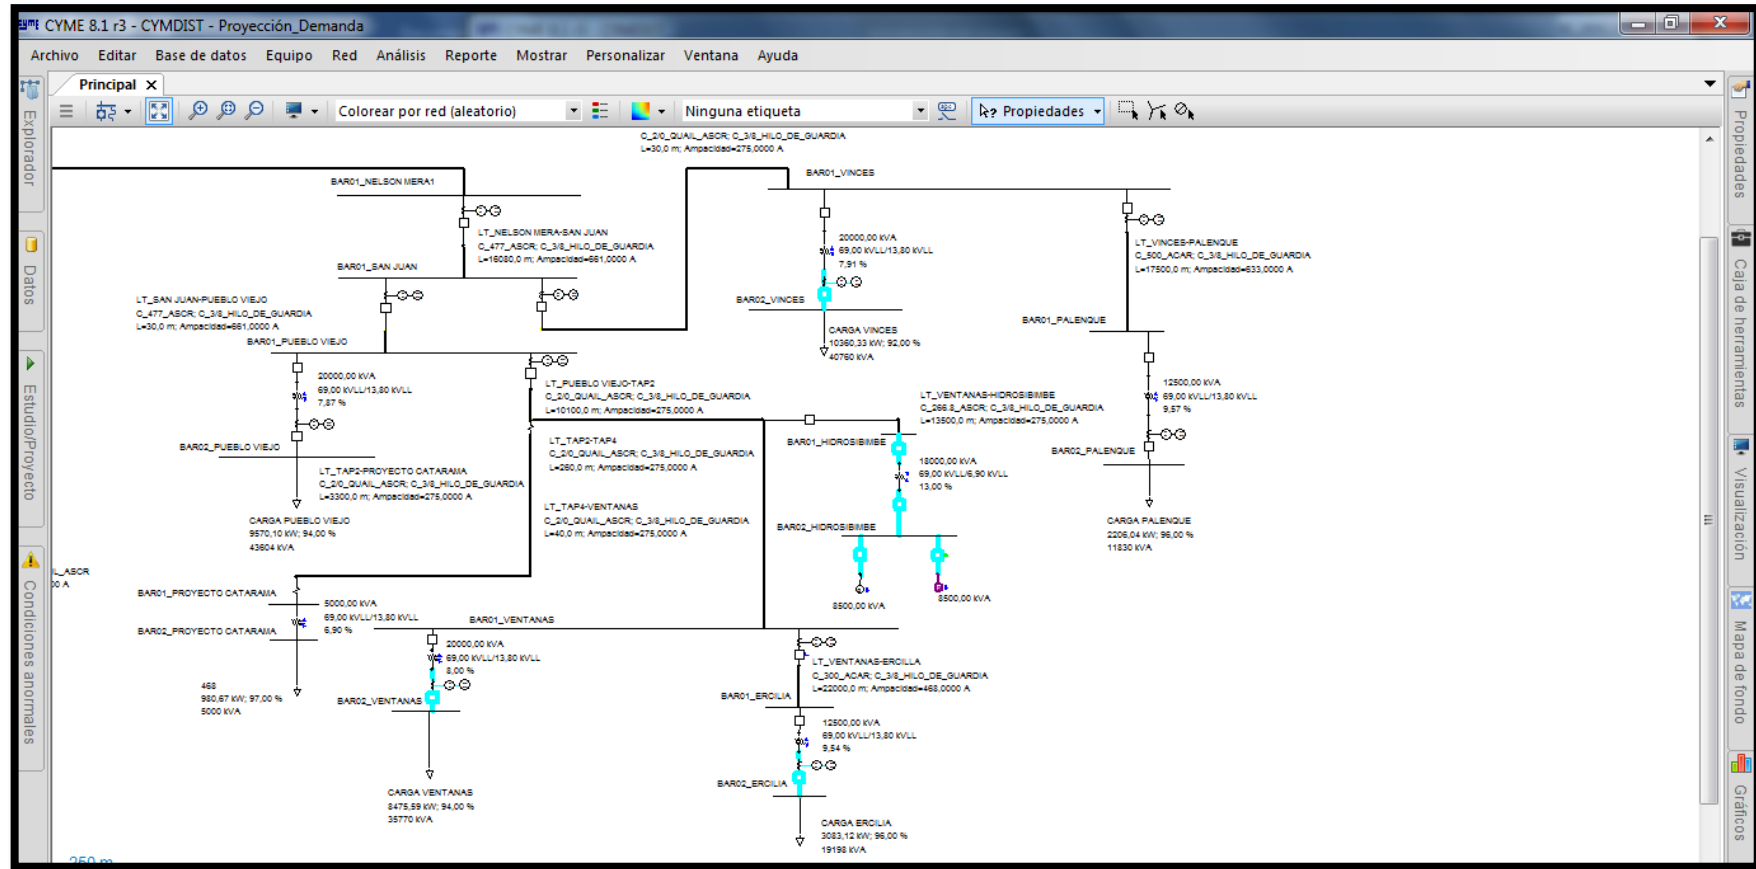 CYME CYME 8.1 r3 - CYMDIST - Proyección_Demanda
Archivo Editar Base de datos Equipo Red Análisis Reporte Mostrar Personalizar Ventana Ayuda
Principal X
Colorear por red (aleatorio) Ninguna etiqueta Propiedades
Explorador
Datos
Estudio/Proyecto
Condiciones anormales
C_2/0_QUAIL_ASCR; C_3/8_HILO_DE_GUARDIA
L=30,0 m; Ampacidad=275,0000 A
BAR01_NELSON MERA1
BAR01_VINCES
LT_NELSON MERA-SAN JUAN
C_477_ASCR; C_3/8_HILO_DE_GUARDIA
L=16080,0 m; Ampacidad=661,0000 A
20000,00 kVA
69,00 kVLL/13,80 kVLL
7,91 %
LT_VINCES-PALENQUE
C_500_ACAR; C_3/8_HILO_DE_GUARDIA
L=17500,0 m; Ampacidad=633,0000 A
BAR01_SAN JUAN
LT_SAN JUAN-PUEBLO VIEJO
C_477_ASCR; C_3/8_HILO_DE_GUARDIA
L=30,0 m; Ampacidad=661,0000 A
BAR02_VINCES
CARGA VINCES
10360,33 kW; 92,00 %
40760 kVA
BAR01_PALENQUE
BAR01_PUEBLO VIEJO
20000,00 kVA
69,00 kVLL/13,80 kVLL
7,87 %
LT_PUEBLO VIEJO-TAP2
C_2/0_QUAIL_ASCR; C_3/8_HILO_DE_GUARDIA
L=10100,0 m; Ampacidad=275,0000 A
LT_VENTANAS-HIDROSIBIMBE
C_266.8_ASCR; C_3/8_HILO_DE_GUARDIA
L=13500,0 m; Ampacidad=275,0000 A
12500,00 kVA
69,00 kVLL/13,80 kVLL
9,57 %
BAR02_PUEBLO VIEJO
LT_TAP2-TAP4
C_2/0_QUAIL_ASCR; C_3/8_HILO_DE_GUARDIA
L=260,0 m; Ampacidad=275,0000 A
BAR01_HIDROSIBIMBE
BAR02_PALENQUE
LT_TAP2-PROYECTO CATARAMA
C_2/0_QUAIL_ASCR; C_3/8_HILO_DE_GUARDIA
L=3300,0 m; Ampacidad=275,0000 A
18000,00 kVA
69,00 kVLL/6,90 kVLL
13,00 %
LT_TAP4-VENTANAS
C_2/0_QUAIL_ASCR; C_3/8_HILO_DE_GUARDIA
L=40,0 m; Ampacidad=275,0000 A
CARGA PUEBLO VIEJO
9570,10 kW; 94,00 %
43604 kVA
BAR02_HIDROSIBIMBE
CARGA PALENQUE
2206,04 kW; 96,00 %
11830 kVA
L_ASCR
00 A
BAR01_PROYECTO CATARAMA
5000,00 kVA
69,00 kVLL/13,80 kVLL
6,90 %
8500,00 kVA
8500,00 kVA
BAR01_VENTANAS
BAR02_PROYECTO CATARAMA
20000,00 kVA
69,00 kVLL/13,80 kVLL
8,00 %
LT_VENTANAS-ERCILLA
C_300_ACAR; C_3/8_HILO_DE_GUARDIA
L=22000,0 m; Ampacidad=468,0000 A
468
980,67 kW; 97,00 %
5000 kVA
BAR02_VENTANAS
BAR01_ERCILIA
12500,00 kVA
69,00 kVLL/13,80 kVLL
9,54 %
CARGA VENTANAS
8475,59 kW; 94,00 %
35770 kVA
BAR02_ERCILIA
CARGA ERCILIA
3083,12 kW; 96,00 %
19198 kVA
250 m
Propiedades
Caja de herramientas
Visualización
Mapa de fondo
Gráficos